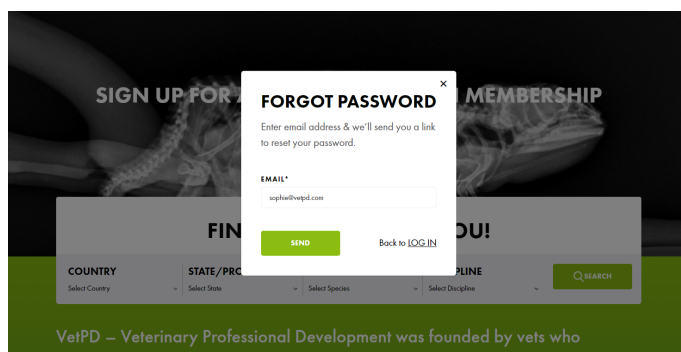 SIGN UP FOR
MEMBERSHIP
×
FORGOT PASSWORD
Enter email address & we'll send you a link
to reset your password.
EMAIL*
sophie@vetpd.com
SEND
Back to LOG IN
FIN
OU!
COUNTRY
STATE/PRO
PLINE
Select Country
Select State
Select Species
Select Discipline
SEARCH
VetPD – Veterinary Professional Development was founded by vets who